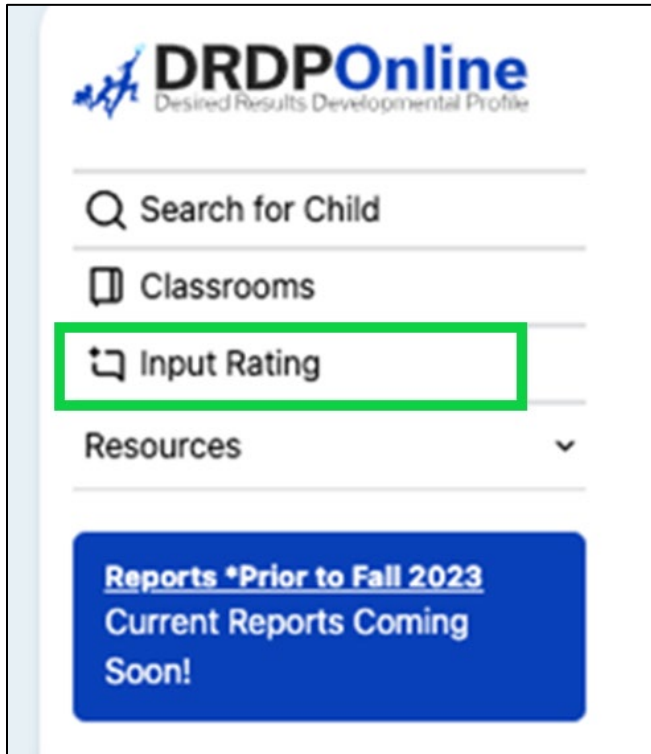 DRDPOnline
Desired Results Developmental Profile
Search for Child
Classrooms
Input Rating
Resources
Reports *Prior to Fall 2023
Current Reports Coming
Soon!